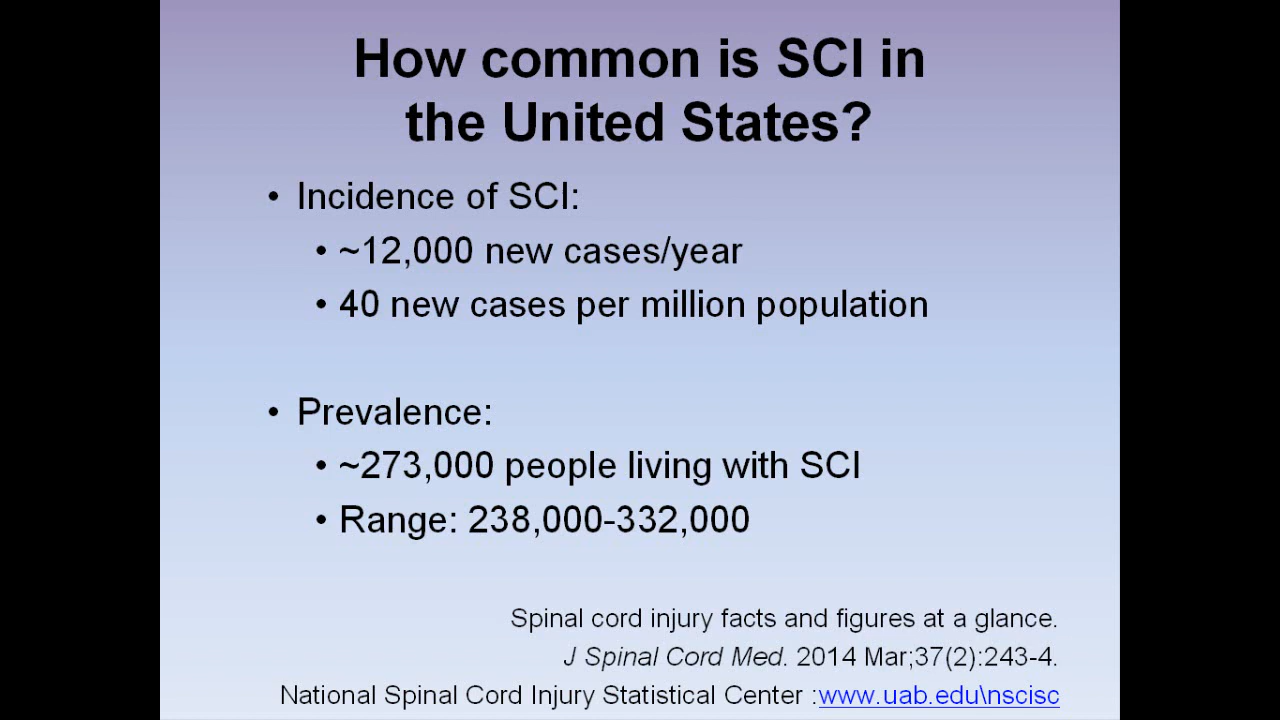 How common is SCI in
the United States?
• Incidence of SCI:
• ~12,000 new cases/year
• 40 new cases per million population
• Prevalence:
• ~273,000 people living with SCI
• Range: 238,000-332,000
Spinal cord injury facts and figures at a glance.
J Spinal Cord Med. 2014 Mar;37(2):243-4.
National Spinal Cord Injury Statistical Center :www.uab.edu\nscisc